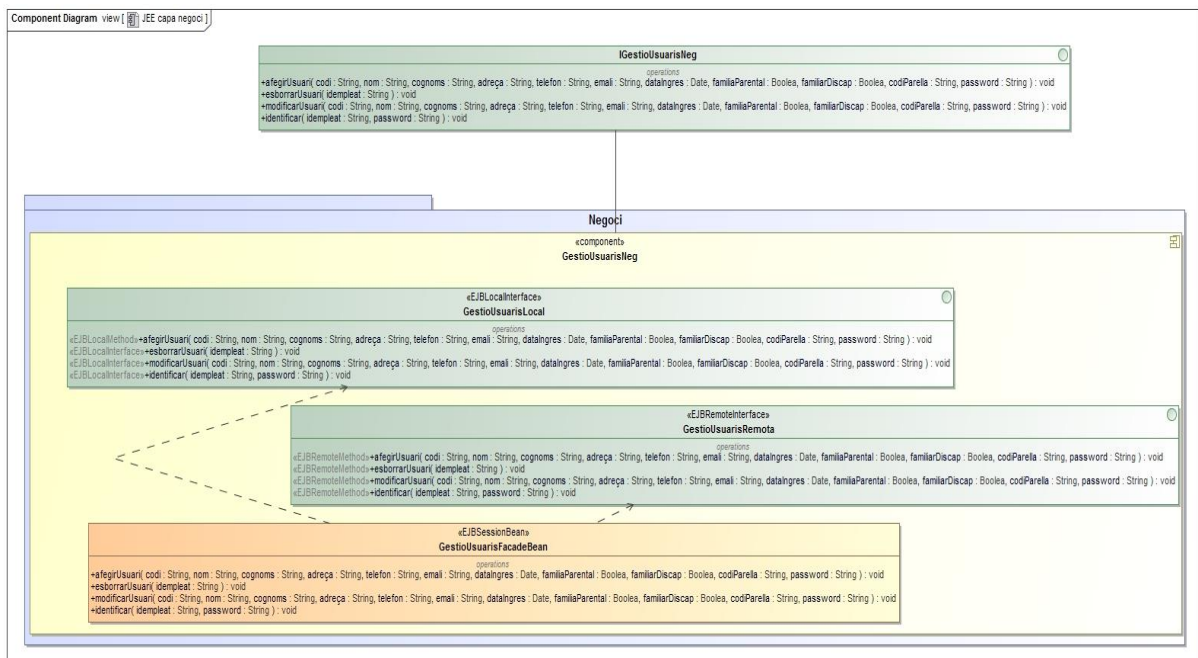 Component Diagram view [ JEE capa negoci ]
IGestioUsuarisNeg
operations
+afegirUsuari( codi : String, nom : String, cognoms : String, adreça : String, telefon : String, emali : String, dataIngres : Date, familiaParental : Boolea, familiarDiscap : Boolea, codiParella : String, password : String ) : void
+esborrarUsuari( idempleat : String ) : void
+modificarUsuari( codi : String, nom : String, cognoms : String, adreça : String, telefon : String, emali : String, dataIngres : Date, familiaParental : Boolea, familiarDiscap : Boolea, codiParella : String, password : String ) : void
+identificar( idempleat : String, password : String ) : void
Negoci
«component»
GestioUsuarisNeg
«EJBLocalInterface»
GestioUsuarisLocal
operations
«EJBLocalMethod»+afegirUsuari( codi : String, nom : String, cognoms : String, adreça : String, telefon : String, emali : String, dataIngres : Date, familiaParental : Boolea, familiarDiscap : Boolea, codiParella : String, password : String ) : void
«EJBLocalInterface»+esborrarUsuari( idempleat : String ) : void
«EJBLocalInterface»+modificarUsuari( codi : String, nom : String, cognoms : String, adreça : String, telefon : String, emali : String, dataIngres : Date, familiaParental : Boolea, familiarDiscap : Boolea, codiParella : String, password : String ) : void
«EJBLocalInterface»+identificar( idempleat : String, password : String ) : void
«EJBRemoteInterface»
GestioUsuarisRemota
operations
«EJBRemoteMethod»+afegirUsuari( codi : String, nom : String, cognoms : String, adreça : String, telefon : String, emali : String, dataIngres : Date, familiaParental : Boolea, familiarDiscap : Boolea, codiParella : String, password : String ) : void
«EJBRemoteMethod»+esborrarUsuari( idempleat : String ) : void
«EJBRemoteMethod»+modificarUsuari( codi : String, nom : String, cognoms : String, adreça : String, telefon : String, emali : String, dataIngres : Date, familiaParental : Boolea, familiarDiscap : Boolea, codiParella : String, password : String ) : void
«EJBRemoteMethod»+identificar( idempleat : String, password : String ) : void
«EJBSessionBean»
GestioUsuarisFacadeBean
operations
+afegirUsuari( codi : String, nom : String, cognoms : String, adreça : String, telefon : String, emali : String, dataIngres : Date, familiaParental : Boolea, familiarDiscap : Boolea, codiParella : String, password : String ) : void
+esborrarUsuari( idempleat : String ) : void
+modificarUsuari( codi : String, nom : String, cognoms : String, adreça : String, telefon : String, emali : String, dataIngres : Date, familiaParental : Boolea, familiarDiscap : Boolea, codiParella : String, password : String ) : void
+identificar( idempleat : String, password : String ) : void